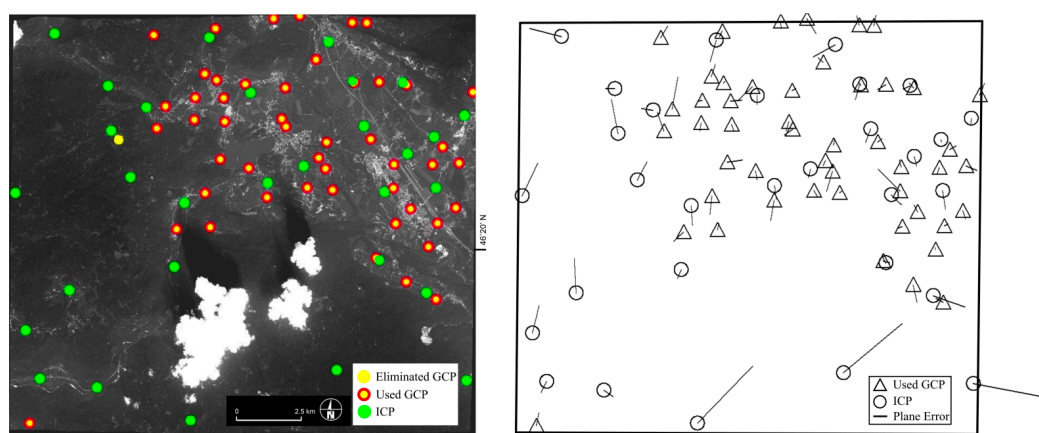 Eliminated GCP
Used GCP
ICP
0 2.5 km
N
46°20' N
Used GCP
ICP
Plane Error